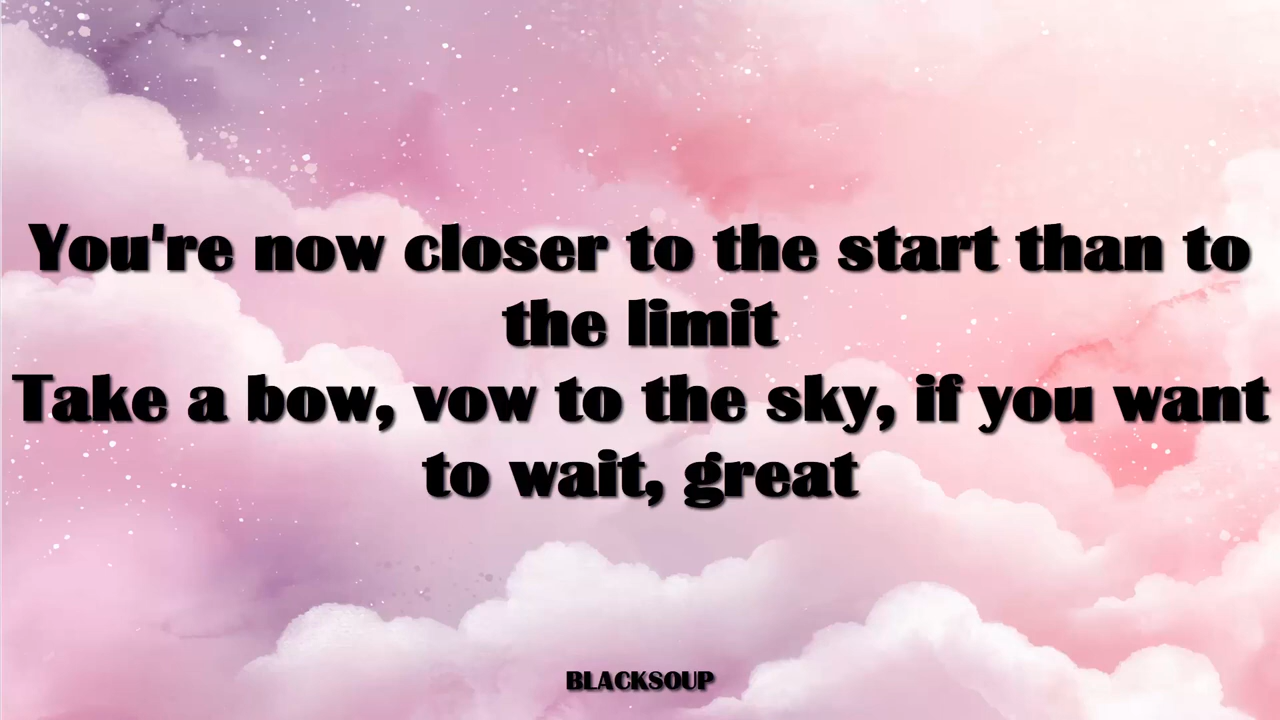 You're now closer to the start than to
the limit
Take a bow, vow to the sky, if you want
to wait, great
BLACKSOUP